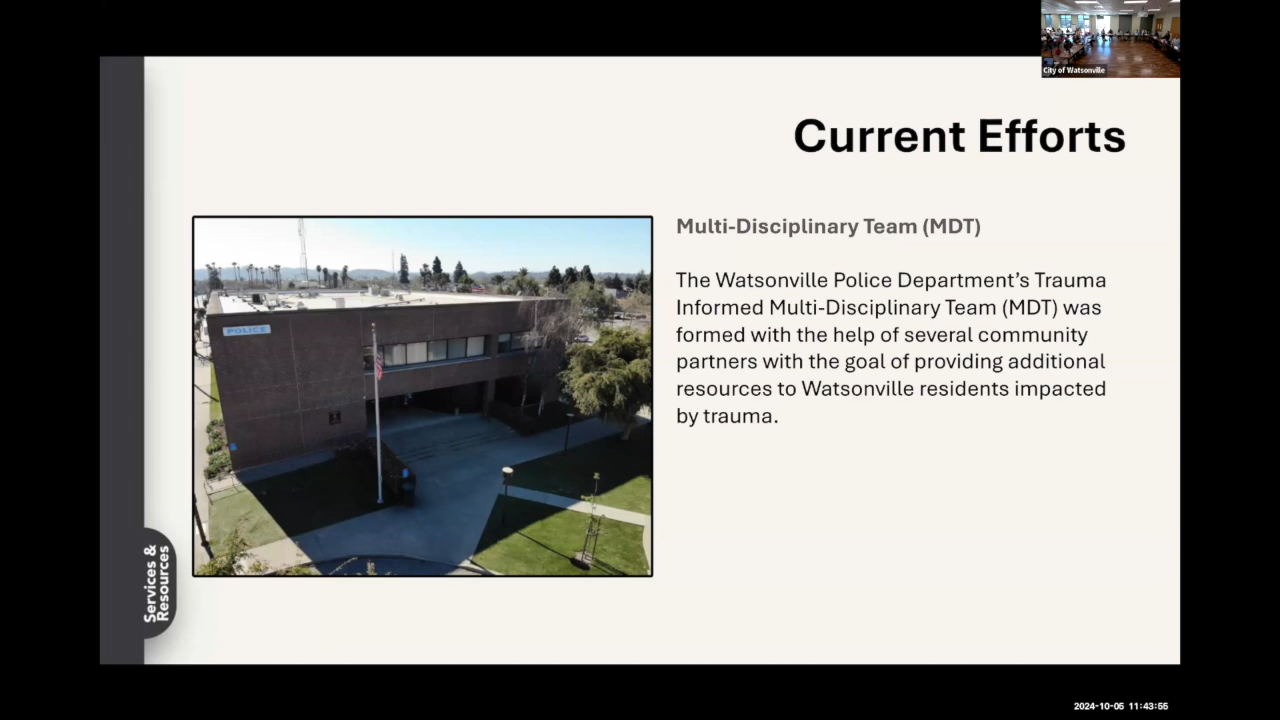 City of Watsonville
Current Efforts
POLICE
Multi-Disciplinary Team (MDT)
The Watsonville Police Department’s Trauma
Informed Multi-Disciplinary Team (MDT) was
formed with the help of several community
partners with the goal of providing additional
resources to Watsonville residents impacted
by trauma.
Services &
Resources
2024-10-05 11:43:55